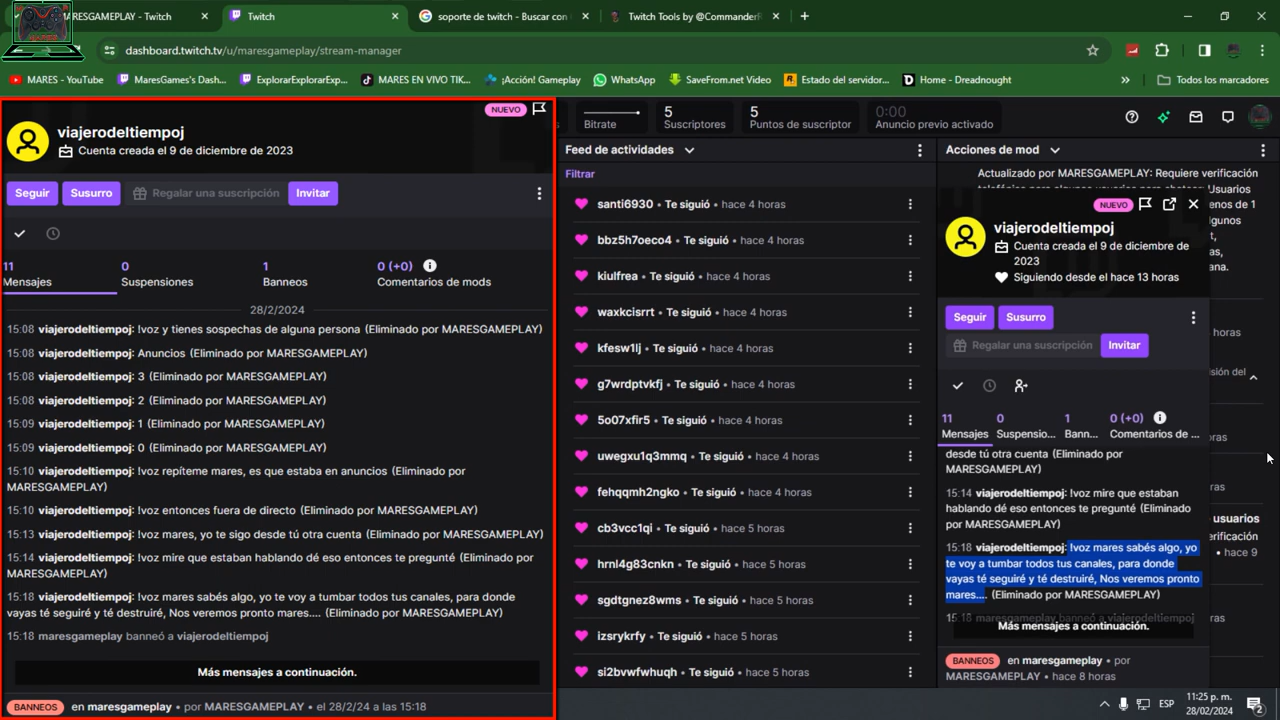 MARESGAMEPLAY - Twitch
Twitch
soporte de twitch - Buscar con
Twitch Tools by @CommanderR
dashboard.twitch.tv/u/maresgameplay/stream-manager
MARES - YouTube
MaresGames's Dash...
ExplorarExplorarExp...
MARES EN VIVO TIK...
¡Acción! Gameplay
WhatsApp
SaveFrom.net Video
Estado del servidor...
Home - Dreadnought
Todos los marcadores
NUEVO
viajerodeltiempoj
Cuenta creada el 9 de diciembre de 2023
Seguir
Susurro
Regalar una suscripción
Invitar
11
Mensajes
0
Suspensiones
1
Banneos
0 (+0)
Comentarios de mods
28/2/2024
15:08 viajerodeltiempoj: !voz y tienes sospechas de alguna persona (Eliminado por MARESGAMEPLAY)
15:08 viajerodeltiempoj: Anuncios (Eliminado por MARESGAMEPLAY)
15:08 viajerodeltiempoj: 3 (Eliminado por MARESGAMEPLAY)
15:08 viajerodeltiempoj: 2 (Eliminado por MARESGAMEPLAY)
15:09 viajerodeltiempoj: 1 (Eliminado por MARESGAMEPLAY)
15:09 viajerodeltiempoj: 0 (Eliminado por MARESGAMEPLAY)
15:10 viajerodeltiempoj: !voz repíteme mares, es que estaba en anuncios (Eliminado por
MARESGAMEPLAY)
15:10 viajerodeltiempoj: !voz entonces fuera de directo (Eliminado por MARESGAMEPLAY)
15:13 viajerodeltiempoj: !voz mares, yo te sigo desde tú otra cuenta (Eliminado por MARESGAMEPLAY)
15:14 viajerodeltiempoj: !voz mire que estaban hablando dé eso entonces te pregunté (Eliminado por
MARESGAMEPLAY)
15:18 viajerodeltiempoj: !voz mares sabés algo, yo te voy a tumbar todos tus canales, para donde
vayas té seguiré y té destruiré, Nos veremos pronto mares.... (Eliminado por MARESGAMEPLAY)
15:18 maresgameplay banneó a viajerodeltiempoj
Más mensajes a continuación.
BANNEOS en maresgameplay • por MARESGAMEPLAY • el 28/2/24 a las 15:18
Bitrate
5
Suscriptores
5
Puntos de suscriptor
0:00
Anuncio previo activado
Feed de actividades
Filtrar
santi6930 • Te siguió • hace 4 horas
bbz5h7oeco4 • Te siguió • hace 4 horas
kiulfrea • Te siguió • hace 4 horas
waxkcisrrt • Te siguió • hace 4 horas
kfesw1lj • Te siguió • hace 4 horas
g7wrdptvkfj • Te siguió • hace 4 horas
5o07xfir5 • Te siguió • hace 4 horas
uwegxu1q3mmq • Te siguió • hace 4 horas
fehqqmh2ngko • Te siguió • hace 4 horas
cb3vcc1qi • Te siguió • hace 5 horas
hrnl4g83cnkn • Te siguió • hace 5 horas
sgdtgnez8wms • Te siguió • hace 5 horas
izsrykrfy • Te siguió • hace 5 horas
si2bvwfwhuqh • Te siguió • hace 5 horas
Acciones de mod
Actualizado por MARESGAMEPLAY: Requiere verificación
NUEVO
viajerodeltiempoj
Cuenta creada el 9 de diciembre de
2023
Siguiendo desde el hace 13 horas
Seguir
Susurro
Regalar una suscripción
Invitar
11
Mensajes
0
Suspensio...
1
Bann...
0 (+0)
Comentarios de ...
desde tú otra cuenta (Eliminado por
MARESGAMEPLAY)
15:14 viajerodeltiempoj: !voz mire que estaban
hablando dé eso entonces te pregunté (Eliminado
por MARESGAMEPLAY)
15:18 viajerodeltiempoj: !voz mares sabés algo, yo
te voy a tumbar todos tus canales, para donde
vayas té seguiré y té destruiré, Nos veremos pronto
mares.... (Eliminado por MARESGAMEPLAY)
15:18 maresgameplay banneó a viajerodeltiempoj
Más mensajes a continuación.
BANNEOS en maresgameplay • por
MARESGAMEPLAY • hace 8 horas
usuarios
hace 9
ESP
11:25 p. m.
28/02/2024
2